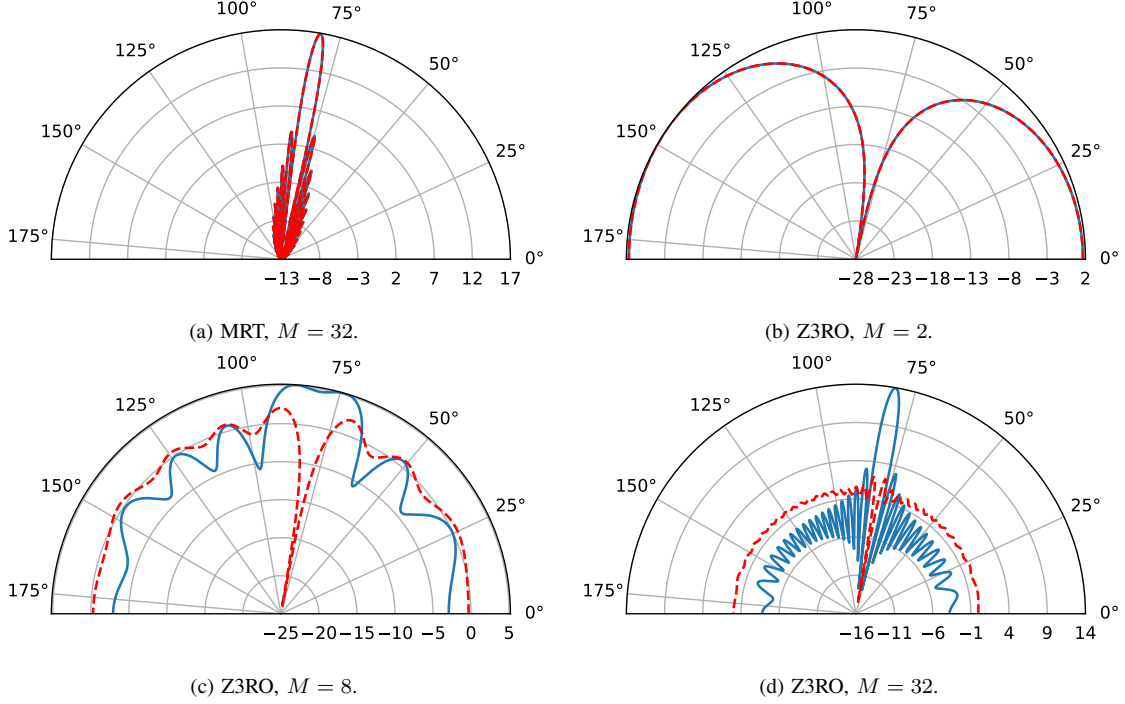 100° 75°
125° 50°
150° 25°
175° 0°
−13 −8 −3 2 7 12 17
(a) MRT, M = 32.
100° 75°
125° 50°
150° 25°
175° 0°
−28 −23 −18 −13 −8 −3 2
(b) Z3RO, M = 2.
100° 75°
125° 50°
150° 25°
175° 0°
−25 −20 −15 −10 −5 0 5
(c) Z3RO, M = 8.
100° 75°
125° 50°
150° 25°
175° 0°
−16 −11 −6 −1 4 9 14
(d) Z3RO, M = 32.